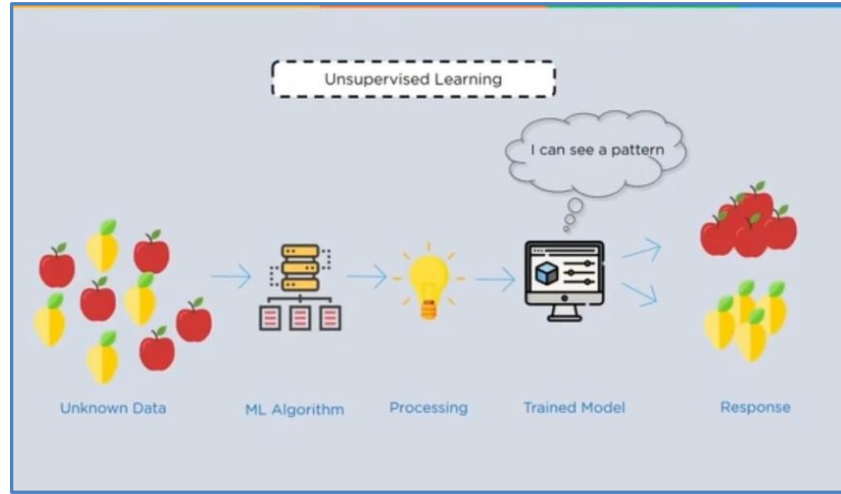 Unsupervised Learning
I can see a pattern
Unknown Data
ML Algorithm
Processing
Trained Model
Response